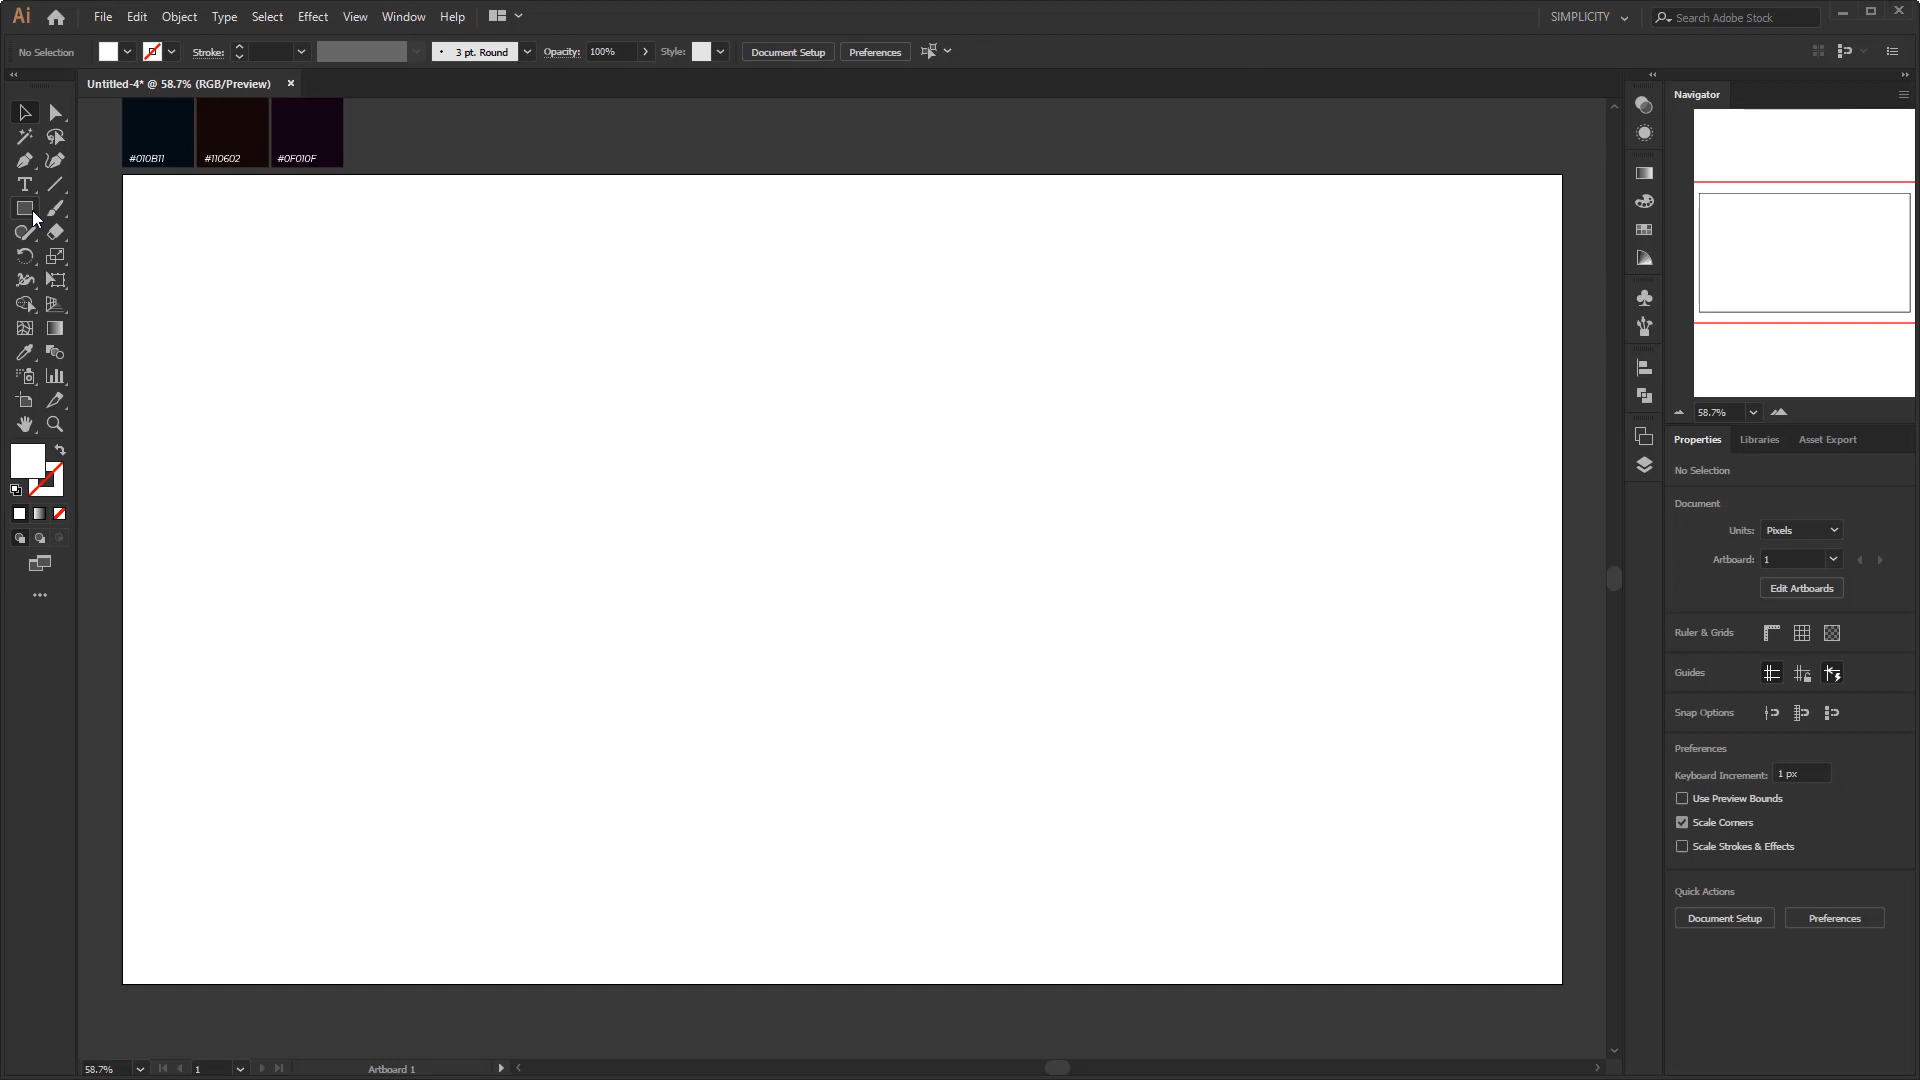 Ai File Edit Object Type Select Effect View Window Help SIMPLICITY Search Adobe Stock
No Selection Stroke: 3 pt. Round Opacity: 100% Style: Document Setup Preferences
Untitled-4* @ 58.7% (RGB/Preview)
#010B11 #110602 #0F010F
Navigator
58.7%
Properties Libraries Asset Export
No Selection
Document
Units: Pixels
Artboard: 1
Edit Artboards
Ruler & Grids
Guides
Snap Options
Preferences
Keyboard Increment: 1 px
Use Preview Bounds
Scale Corners
Scale Strokes & Effects
Quick Actions
Document Setup Preferences
58.7% 1 Artboard 1